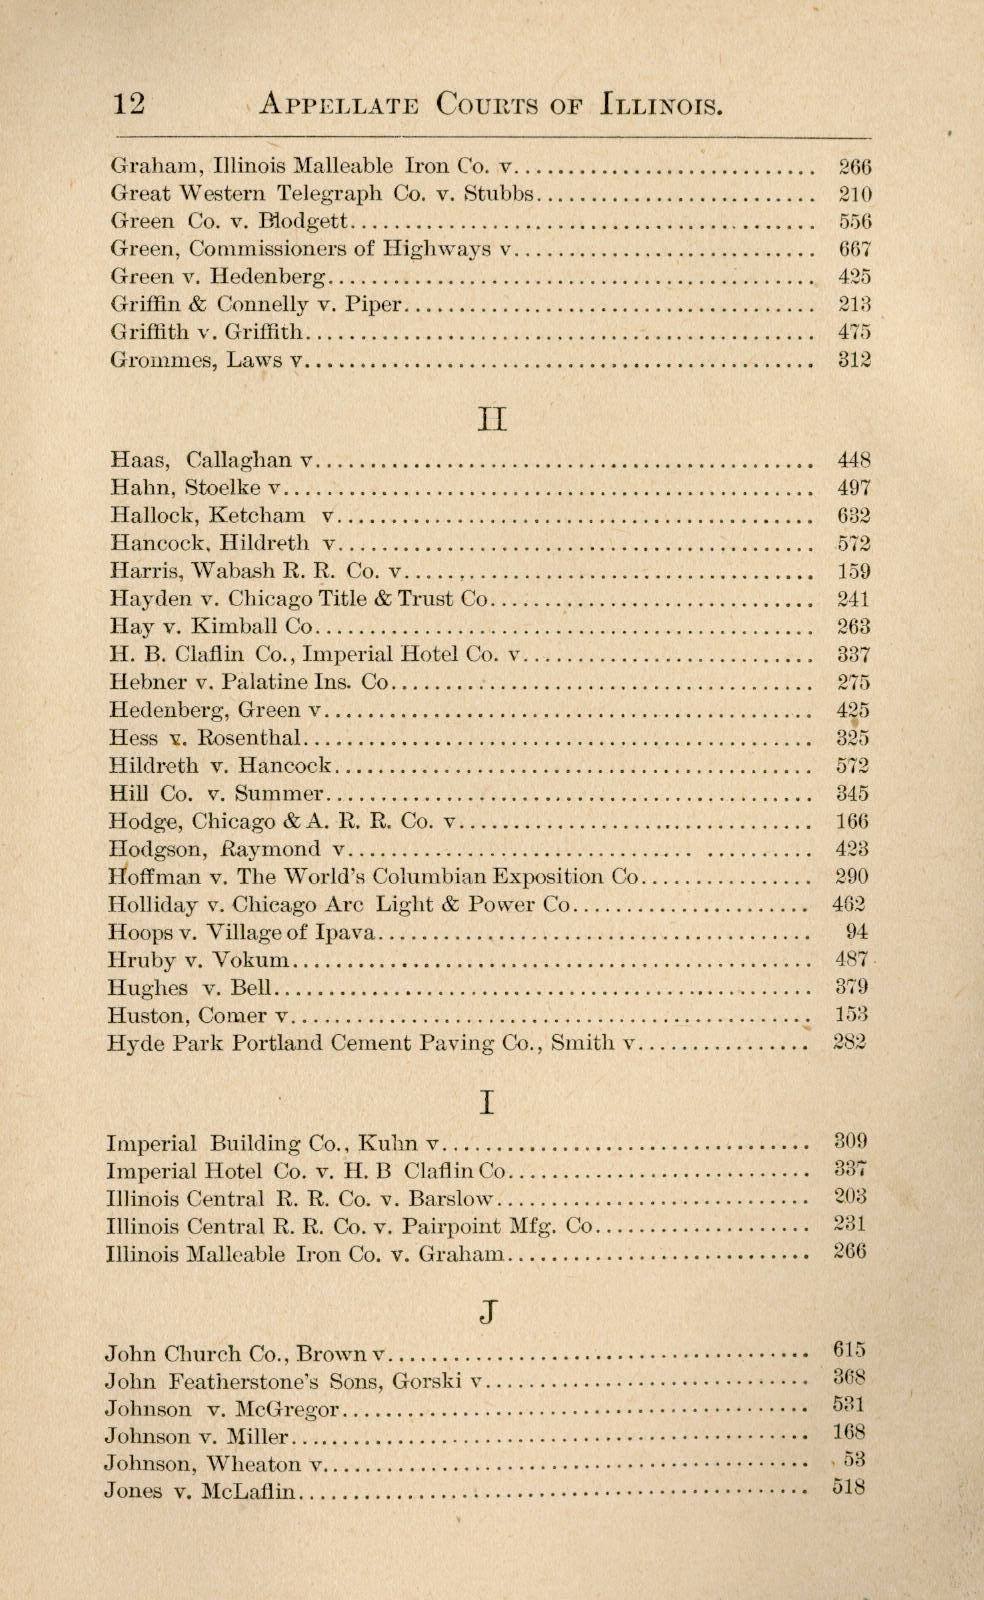 12 APPELLATE COURTS OF ILLINOIS.
Graham, Illinois Malleable Iron Co. v............................ 266
Great Western Telegraph Co. v. Stubbs.......................... 210
Green Co. v. Blodgett............................................ 556
Green, Commissioners of Highways v............................ 667
Green v. Hedenberg.............................................. 425
Griffin & Connelly v. Piper....................................... 213
Griffith v. Griffith................................................ 475
Grommes, Laws v................................................ 312
H
Haas, Callaghan v............................................... 448
Hahn, Stoelke v.................................................. 497
Hallock, Ketcham v............................................. 632
Hancock, Hildreth v............................................. 572
Harris, Wabash R. R. Co. v....................................... 159
Hayden v. Chicago Title & Trust Co.............................. 241
Hay v. Kimball Co............................................... 263
H. B. Claflin Co., Imperial Hotel Co. v........................... 337
Hebner v. Palatine Ins. Co........................................ 275
Hedenberg, Green v.............................................. 425
Hess v. Rosenthal................................................ 325
Hildreth v. Hancock............................................. 572
Hill Co. v. Summer.............................................. 345
Hodge, Chicago & A. R. R. Co. v................................. 166
Hodgson, Raymond v........................................... 423
Hoffman v. The World's Columbian Exposition Co................ 290
Holliday v. Chicago Arc Light & Power Co...................... 462
Hoops v. Village of Ipava......................................... 94
Hruby v. Yokum................................................. 487
Hughes v. Bell................................................... 379
Huston, Comer v................................................. 153
Hyde Park Portland Cement Paving Co., Smith v................ 282
I
Imperial Building Co., Kuhn v................................... 309
Imperial Hotel Co. v. H. B Claflin Co............................ 337
Illinois Central R. R. Co. v. Barslow............................. 203
Illinois Central R. R. Co. v. Pairpoint Mfg. Co.................... 231
Illinois Malleable Iron Co. v. Graham............................ 266
J
John Church Co., Brown v........................................ 615
John Featherstone's Sons, Gorski v............................... 368
Johnson v. McGregor............................................ 531
Johnson v. Miller................................................. 168
Johnson, Wheaton v.............................................. 53
Jones v. McLaflin................................................ 518